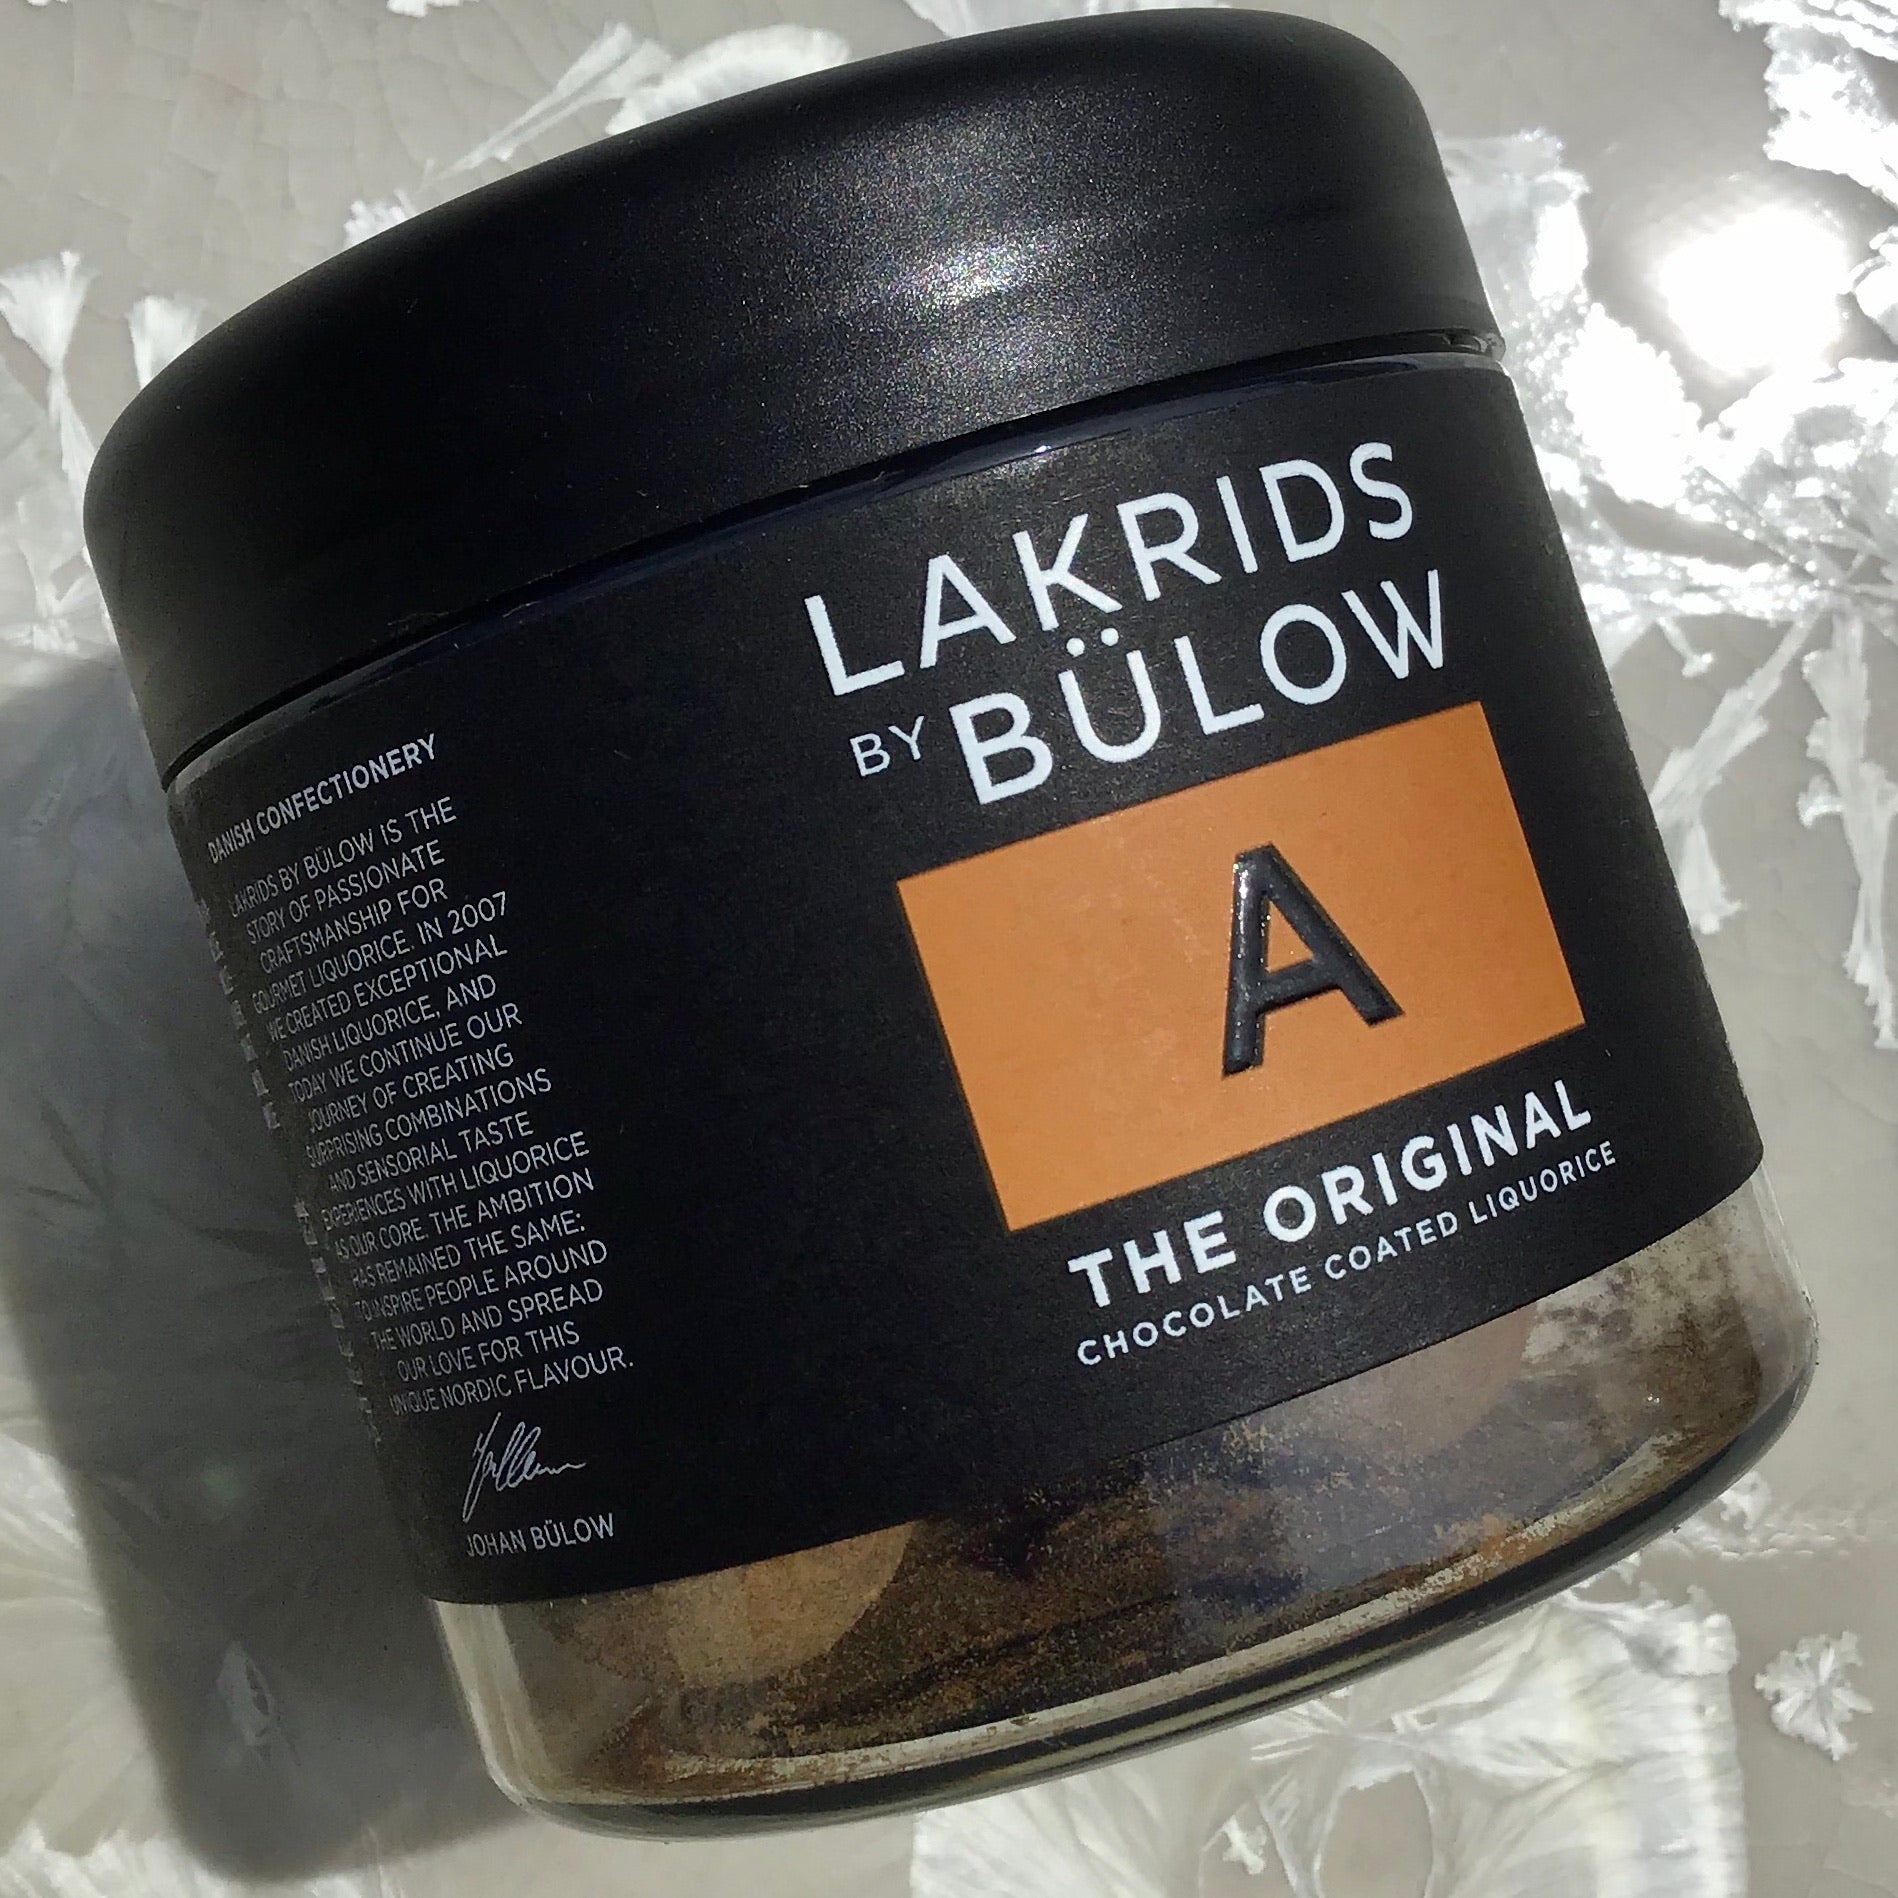 LAKRIDS
BY BÜLOW
A
THE ORIGINAL
CHOCOLATE COATED LIQUORICE
DANISH CONFECTIONERY
LAKRIDS BY BÜLOW IS THE
STORY OF PASSIONATE
CRAFTSMANSHIP FOR
GOURMET LIQUORICE. IN 2007
WE CREATED EXCEPTIONAL
DANISH LIQUORICE, AND
TODAY WE CONTINUE OUR
JOURNEY OF CREATING
SURPRISING COMBINATIONS
AND SENSORIAL TASTE
EXPERIENCES WITH LIQUORICE
AS OUR CORE. THE AMBITION
HAS REMAINED THE SAME:
TO INSPIRE PEOPLE AROUND
THE WORLD AND SPREAD
OUR LOVE FOR THIS
UNIQUE NORDIC FLAVOUR.
JOHAN BÜLOW